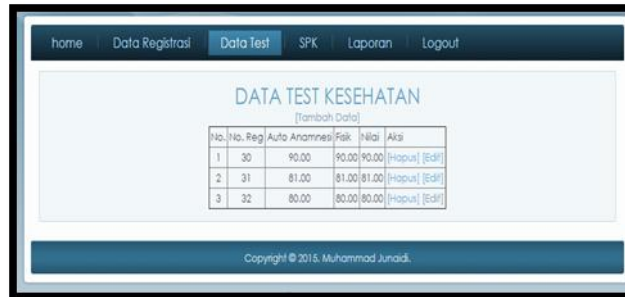 home Data Registrasi Data Test SPK Laporan Logout
DATA TEST KESEHATAN
[Tambah Data]
No. No. Reg Auto Anamnesi Fisik Nilai Aksi
1 30 90.00 90.00 90.00 [Hapus] [Edit]
2 31 81.00 81.00 81.00 [Hapus] [Edit]
3 32 80.00 80.00 80.00 [Hapus] [Edit]
Copyright © 2015. Muhammad Junaidi.